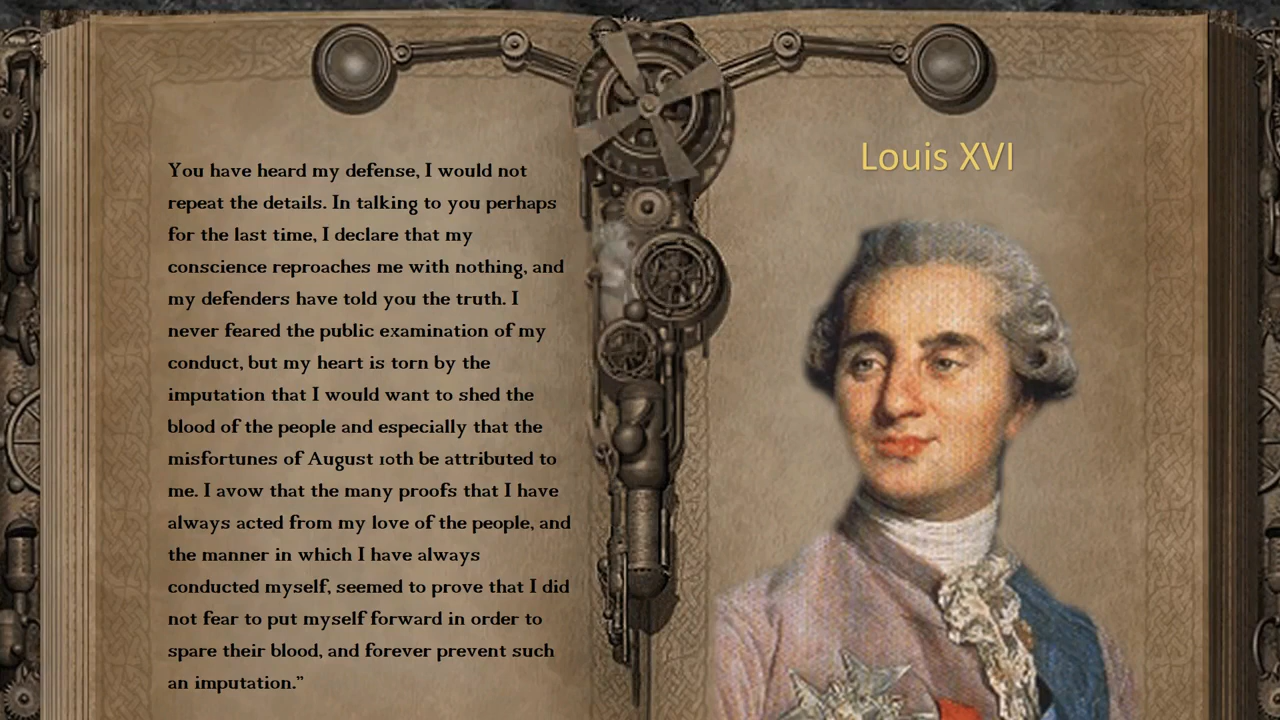 You have heard my defense, I would not
repeat the details. In talking to you perhaps
for the last time, I declare that my
conscience reproaches me with nothing, and
my defenders have told you the truth. I
never feared the public examination of my
conduct, but my heart is torn by the
imputation that I would want to shed the
blood of the people and especially that the
misfortunes of August 10th be attributed to
me. I avow that the many proofs that I have
always acted from my love of the people, and
the manner in which I have always
conducted myself, seemed to prove that I did
not fear to put myself forward in order to
spare their blood, and forever prevent such
an imputation.”
Louis XVI